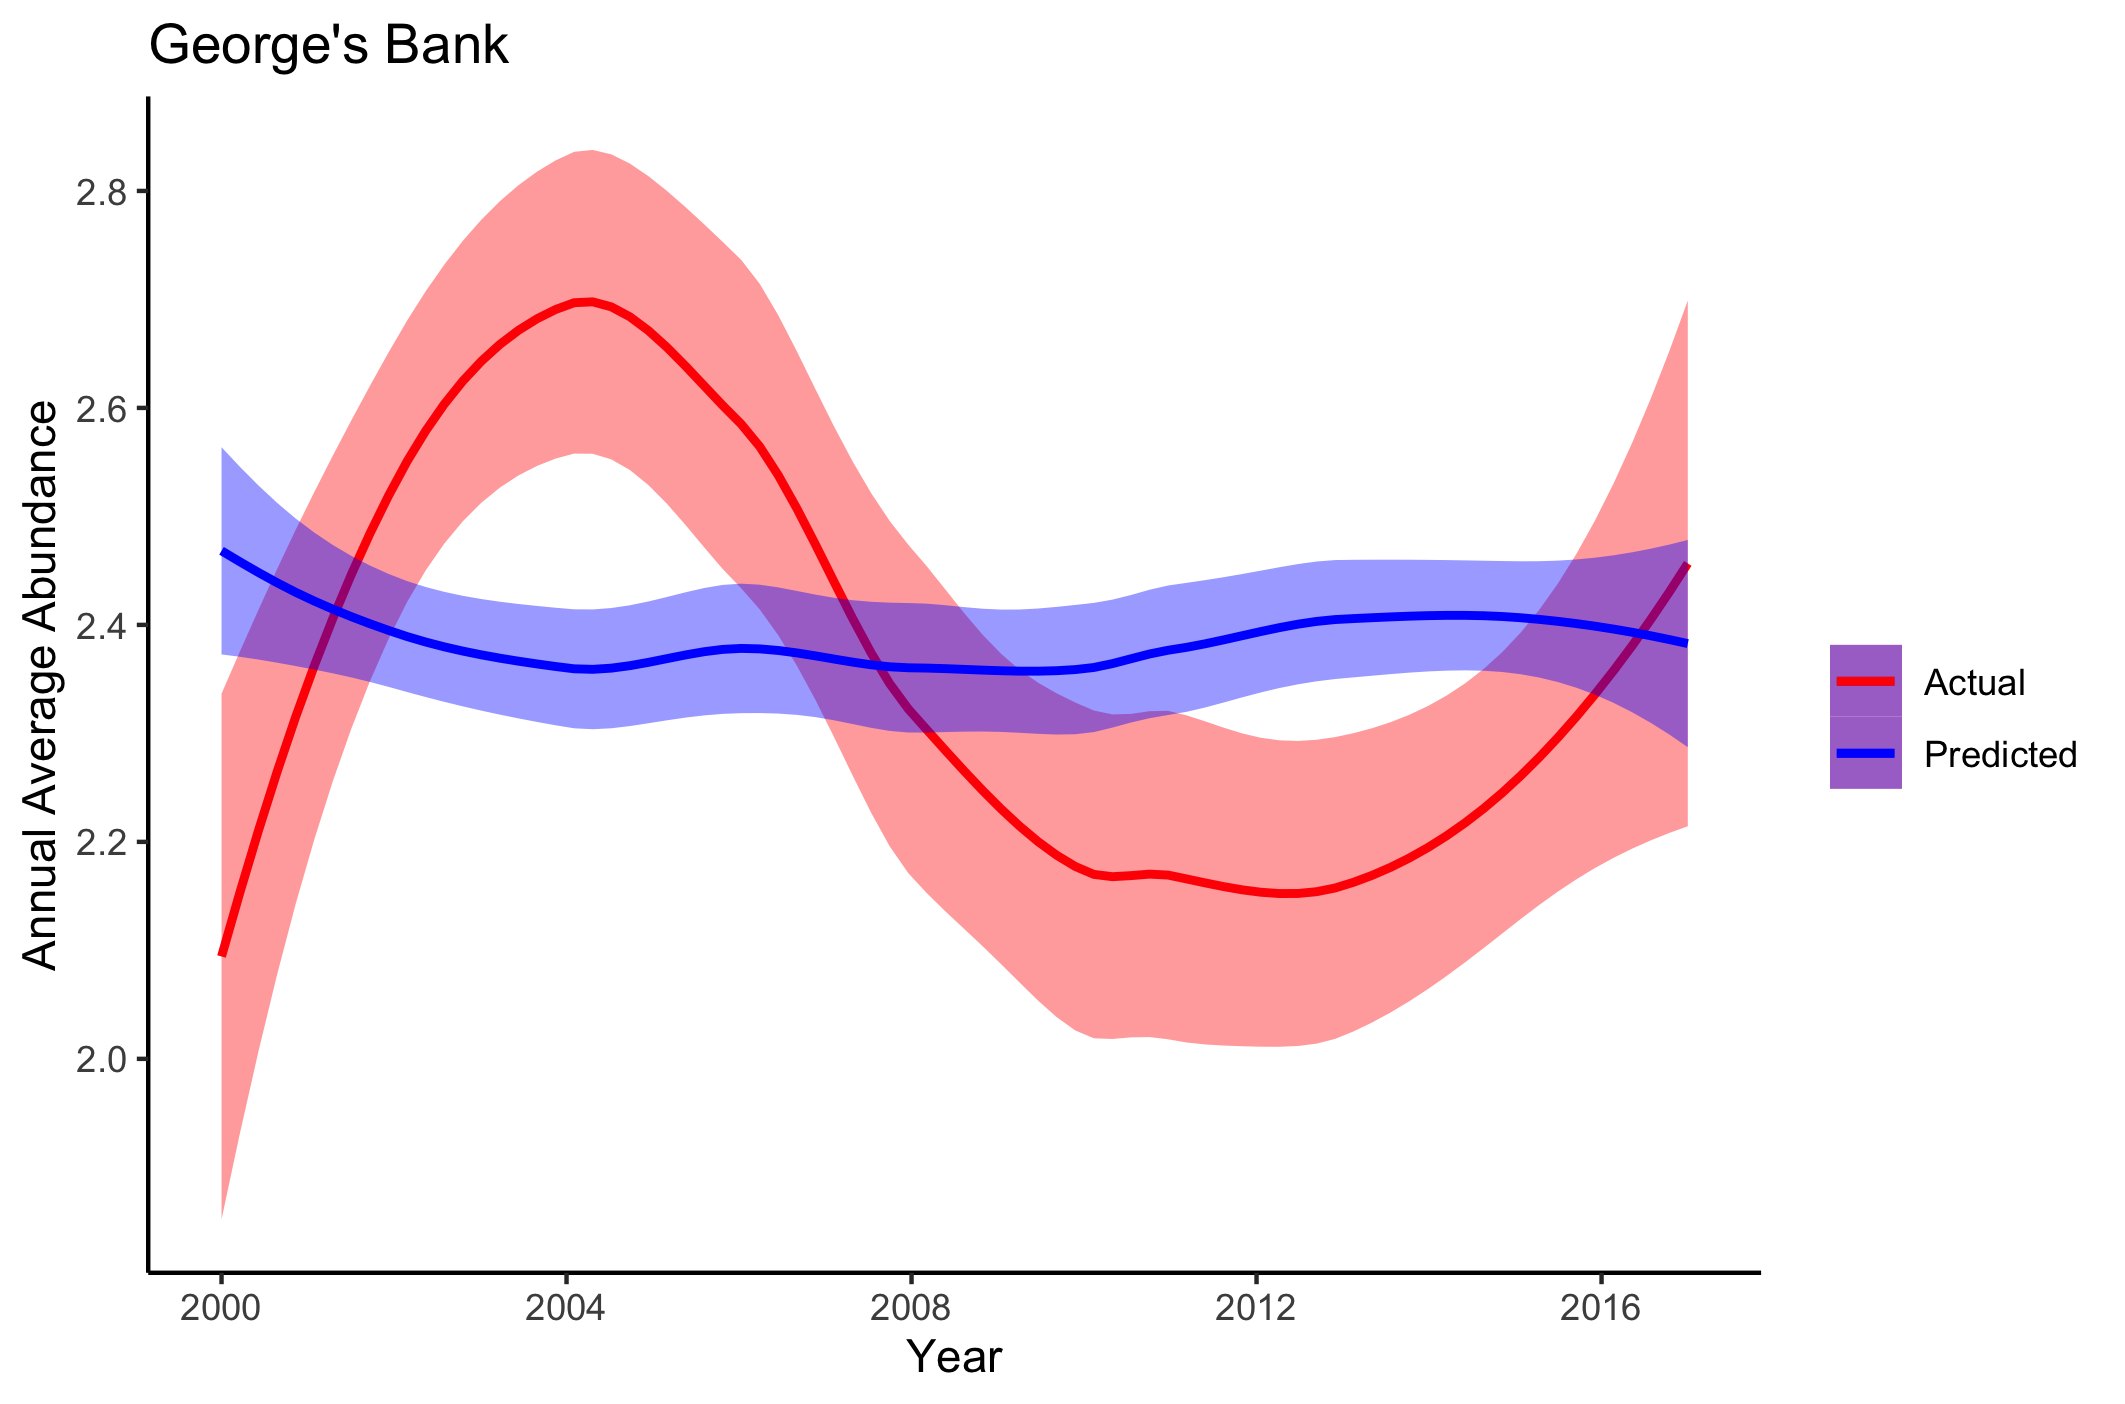 George's Bank
Annual Average Abundance
2.8
2.6
2.4
2.2
2.0
2000 2004 2008 2012 2016
Year
Actual
Predicted